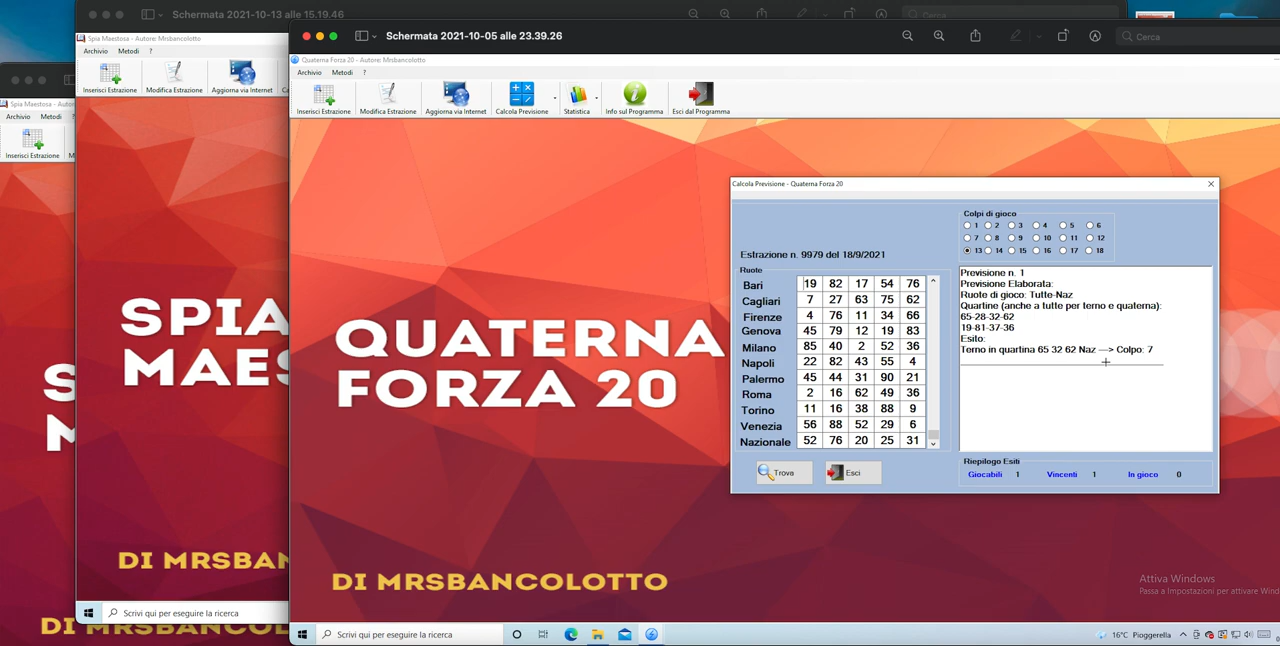 Schermata 2021-10-13 alle 15.19.46
Cerca
Spia Maestosa - Autore: Mrsbancolotto
Archivio Metodi ?
Inserisci Estrazione Modifica Estrazione Aggiorna via Internet
SPIA
MAES
DI MRSBAN
Scrivi qui per eseguire la ricerca
Spia Maestosa - Autor
Archivio Metodi ?
Inserisci Estrazione M
S
M
DI MRSBANCOL
Schermata 2021-10-05 alle 23.39.26
Cerca
Quaterna Forza 20 - Autore: Mrsbancolotto
Archivio Metodi ?
Inserisci Estrazione Modifica Estrazione Aggiorna via Internet Calcola Previsione Statistica Info sul Programma Esci dal Programma
QUATERNA
FORZA 20
DI MRSBANCOLOTTO
Calcola Previsione - Quaterna Forza 20
Estrazione n. 9979 del 18/9/2021
Ruote
Bari 19 82 17 54 76
Cagliari 7 27 63 75 62
Firenze 4 76 11 34 66
Genova 45 79 12 19 83
Milano 85 40 2 52 36
Napoli 22 82 43 55 4
Palermo 45 44 31 90 21
Roma 2 16 62 49 36
Torino 11 16 38 88 9
Venezia 56 88 52 29 6
Nazionale 52 76 20 25 31
Trova Esci
Colpi di gioco
1 2 3 4 5 6
7 8 9 10 11 12
13 14 15 16 17 18
Previsione n. 1
Previsione Elaborata:
Ruote di gioco: Tutte-Naz
Quartine (anche a tutte per terno e quaterna):
65-28-32-62
19-81-37-36
Esito:
Terno in quartina 65 32 62 Naz ---> Colpo: 7
Riepilogo Esiti
Giocabili 1 Vincenti 1 In gioco 0
Attiva Windows
Passa a Impostazioni per attivare Wind
Scrivi qui per eseguire la ricerca
16°C Pioggerella